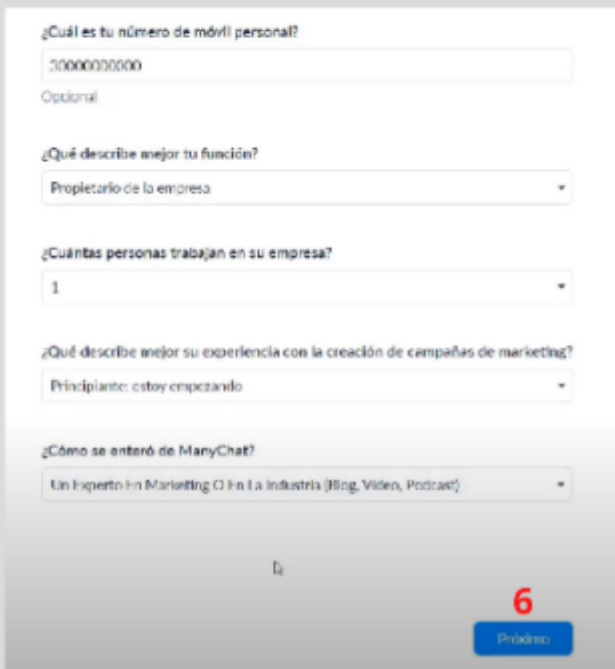 ¿Cuál es tu número de móvil personal?
30000000000
Opcional
¿Qué describe mejor tu función?
Propietario de la empresa
¿Cuántas personas trabajan en su empresa?
1
¿Qué describe mejor su experiencia con la creación de campañas de marketing?
Principiante: estoy empezando
¿Cómo se enteró de ManyChat?
Un Experto En Marketing O En La Industria (Blog, Video, Podcast)
6
Próximo